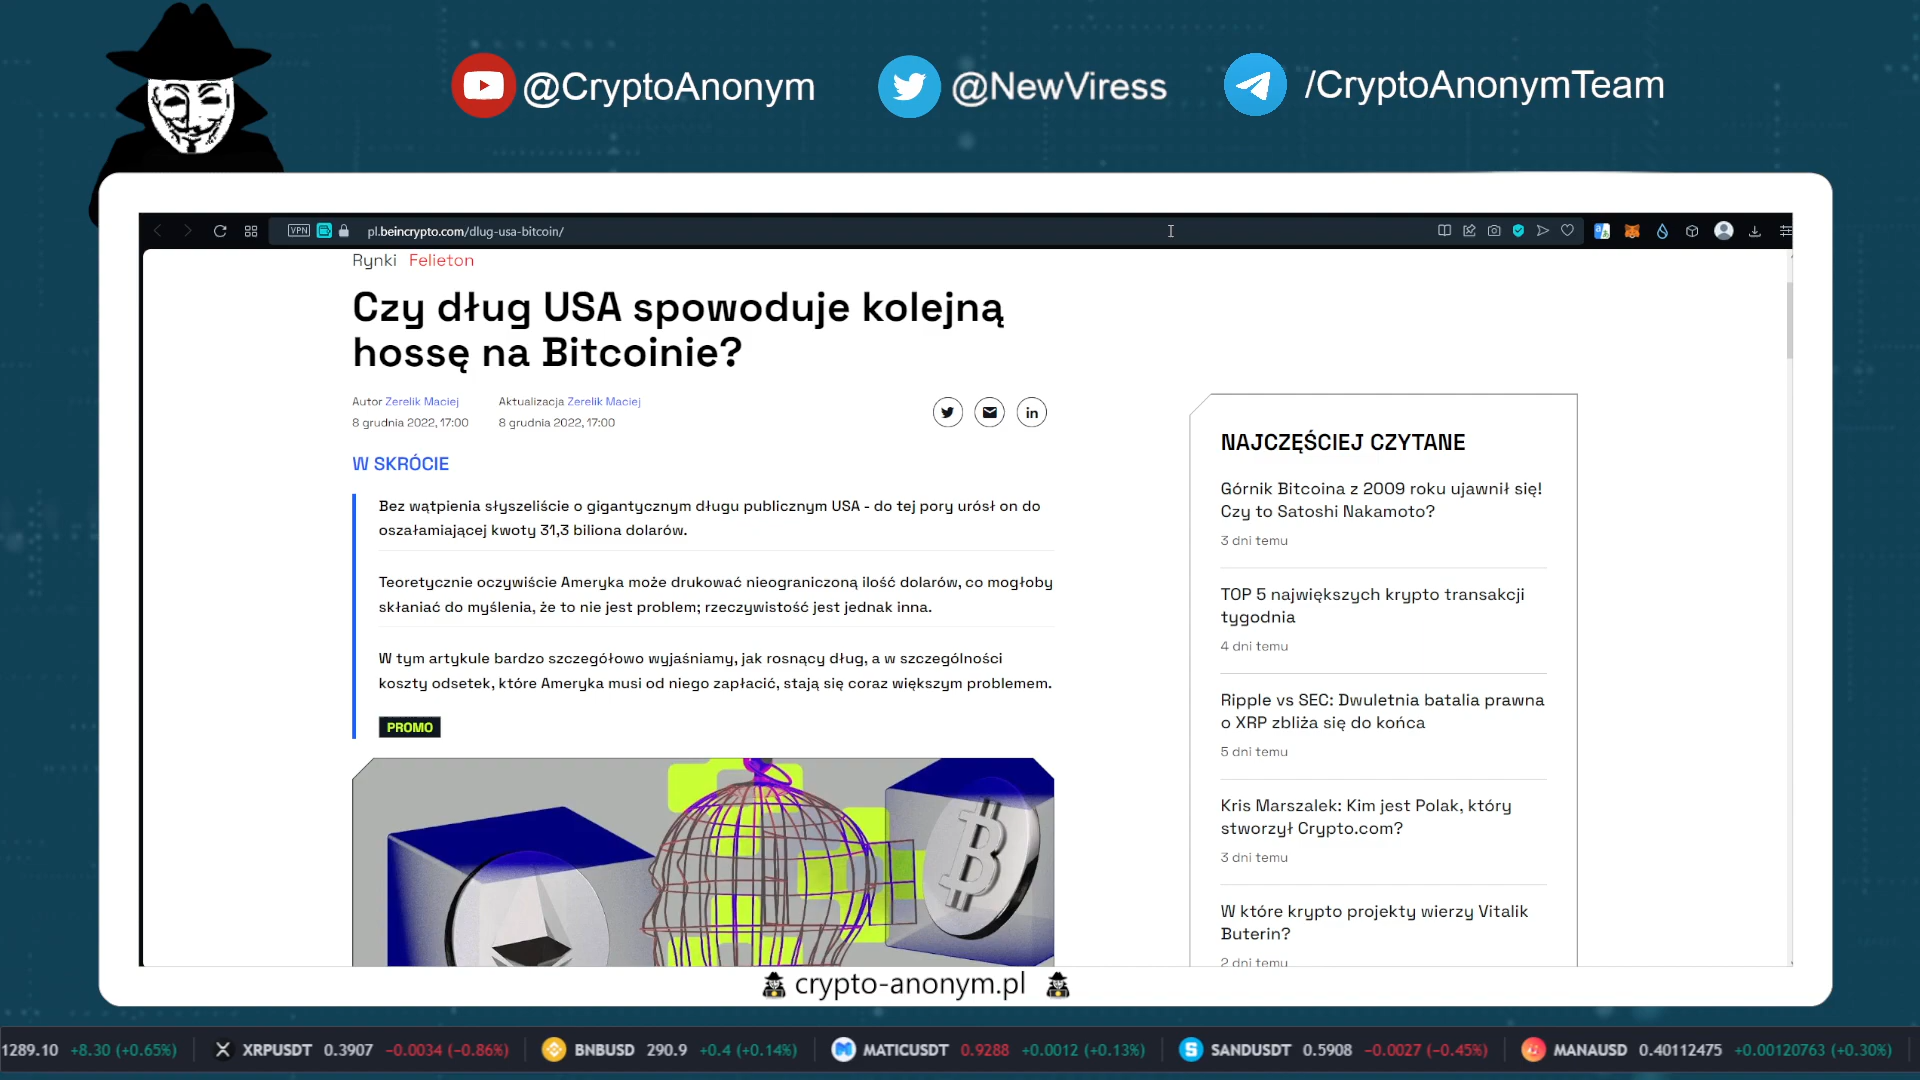 @CryptoAnonym
@NewViress
/CryptoAnonymTeam
VPN
pl.beincrypto.com/dlug-usa-bitcoin/
Rynki Felieton
Czy dług USA spowoduje kolejną
hossę na Bitcoinie?
Autor Zerelik Maciej
8 grudnia 2022, 17:00
Aktualizacja Zerelik Maciej
8 grudnia 2022, 17:00
in
W SKRÓCIE
Bez wątpienia słyszeliście o gigantycznym długu publicznym USA - do tej pory urósł on do
oszałamiającej kwoty 31,3 biliona dolarów.
Teoretycznie oczywiście Ameryka może drukować nieograniczoną ilość dolarów, co mogłoby
skłaniać do myślenia, że to nie jest problem; rzeczywistość jest jednak inna.
W tym artykule bardzo szczegółowo wyjaśniamy, jak rosnący dług, a w szczególności
koszty odsetek, które Ameryka musi od niego zapłacić, stają się coraz większym problemem.
PROMO
NAJCZĘŚCIEJ CZYTANE
Górnik Bitcoina z 2009 roku ujawnił się!
Czy to Satoshi Nakamoto?
3 dni temu
TOP 5 największych krypto transakcji
tygodnia
4 dni temu
Ripple vs SEC: Dwuletnia batalia prawna
o XRP zbliża się do końca
5 dni temu
Kris Marszalek: Kim jest Polak, który
stworzył Crypto.com?
3 dni temu
W które krypto projekty wierzy Vitalik
Buterin?
2 dni temu
crypto-anonym.pl
1289.10 +8.30 (+0.65%) XRPUSDT 0.3907 −0.0034 (−0.86%) BNBUSD 290.9 +0.4 (+0.14%) MATICUSDT 0.9288 +0.0012 (+0.13%) SANDUSDT 0.5908 −0.0027 (−0.45%) MANAUSD 0.40112475 +0.00120763 (+0.30%)